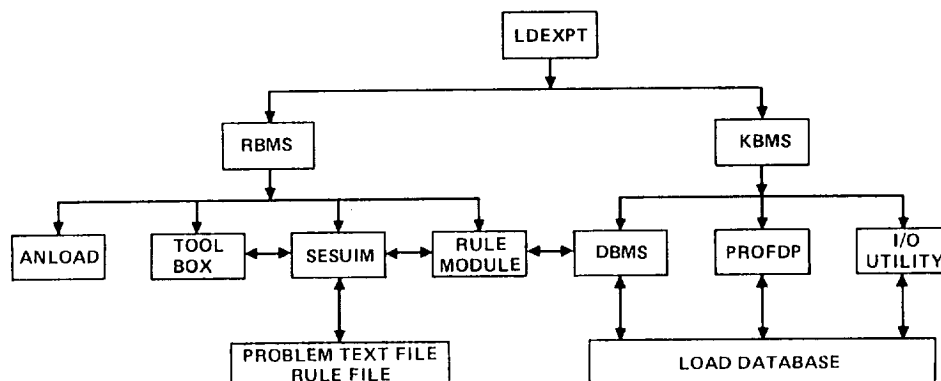 LDEXPT
RBMS
KBMS
ANLOAD
TOOL
BOX
SESUIM
RULE
MODULE
DBMS
PROFDP
I/O
UTILITY
PROBLEM TEXT FILE
RULE FILE
LOAD DATABASE